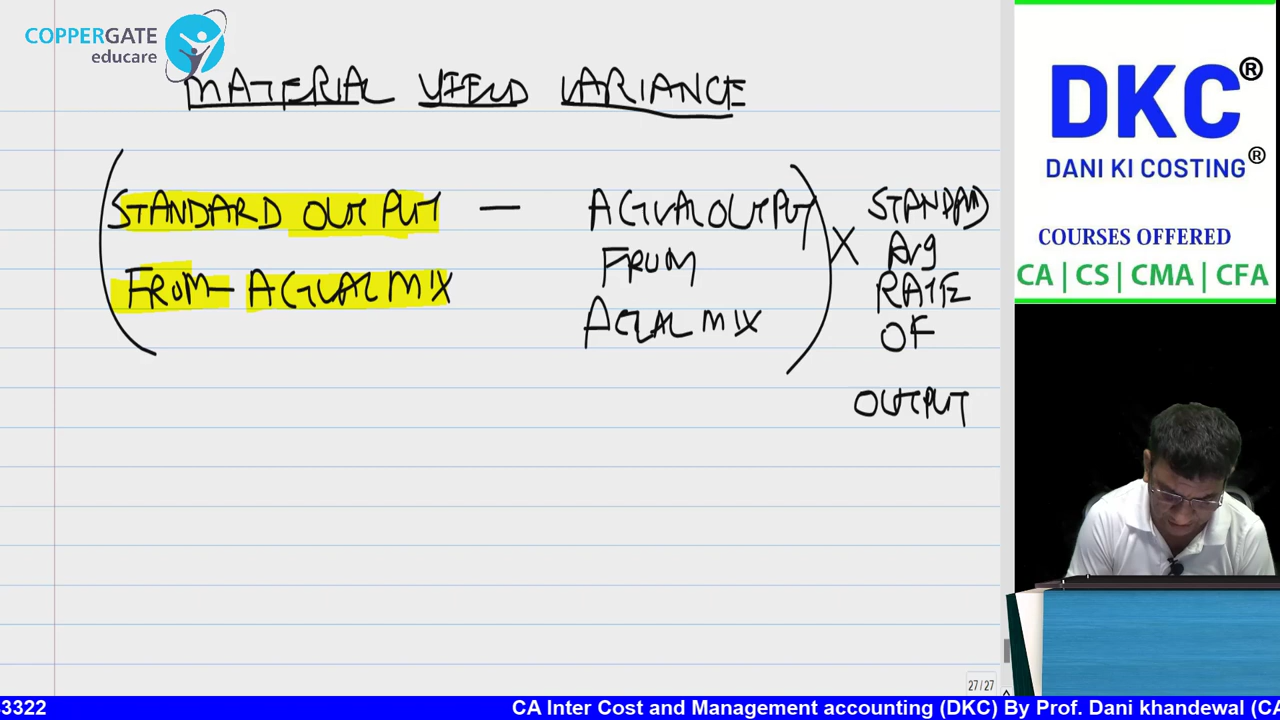 COPPERGATE
educare
MATERIAL YIELD VARIANCE
STANDARD OUTPUT — ACTUAL OUTPUT × STANDARD
FROM ACTUAL MIX FROM Avg
ACTUAL MIX RATE
OF
OUTPUT
27/27
DKC®
DANI KI COSTING®
COURSES OFFERED
CA | CS | CMA | CFA
3322 CA Inter Cost and Management accounting (DKC) By Prof. Dani khandewal (CA